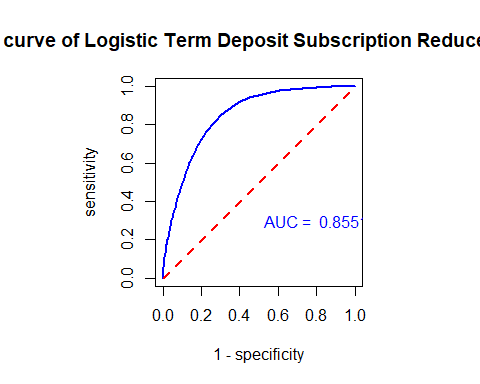 curve of Logistic Term Deposit Subscription Reduce
sensitivity
1.0
0.8
0.6
0.4
0.2
0.0
AUC = 0.855
0.0 0.2 0.4 0.6 0.8 1.0
1 - specificity